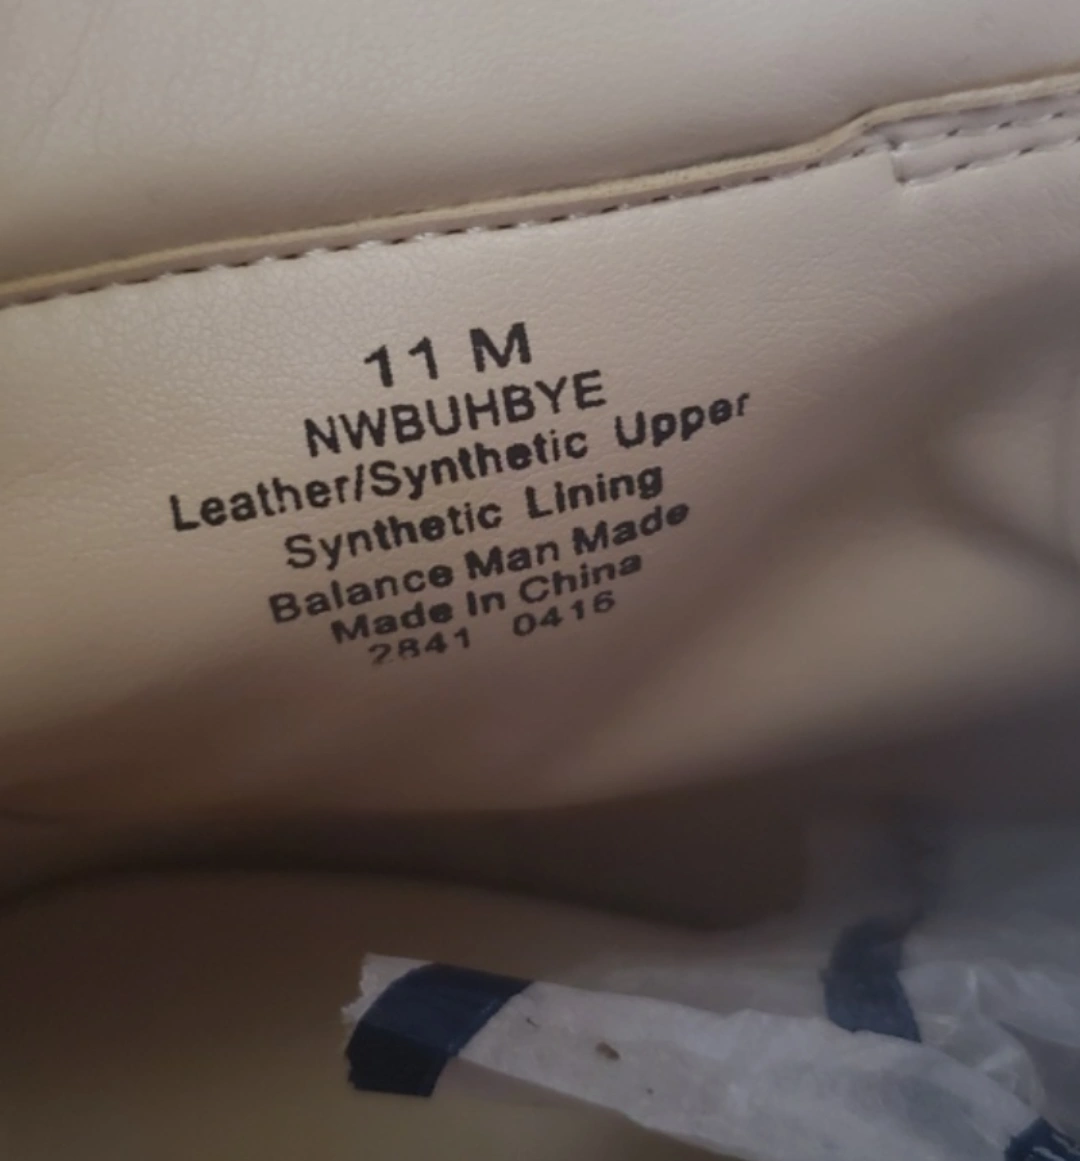 11 M
NWBUHBYE
Leather/Synthetic Upper
Synthetic Lining
Balance Man Made
Made In China
2841 0416